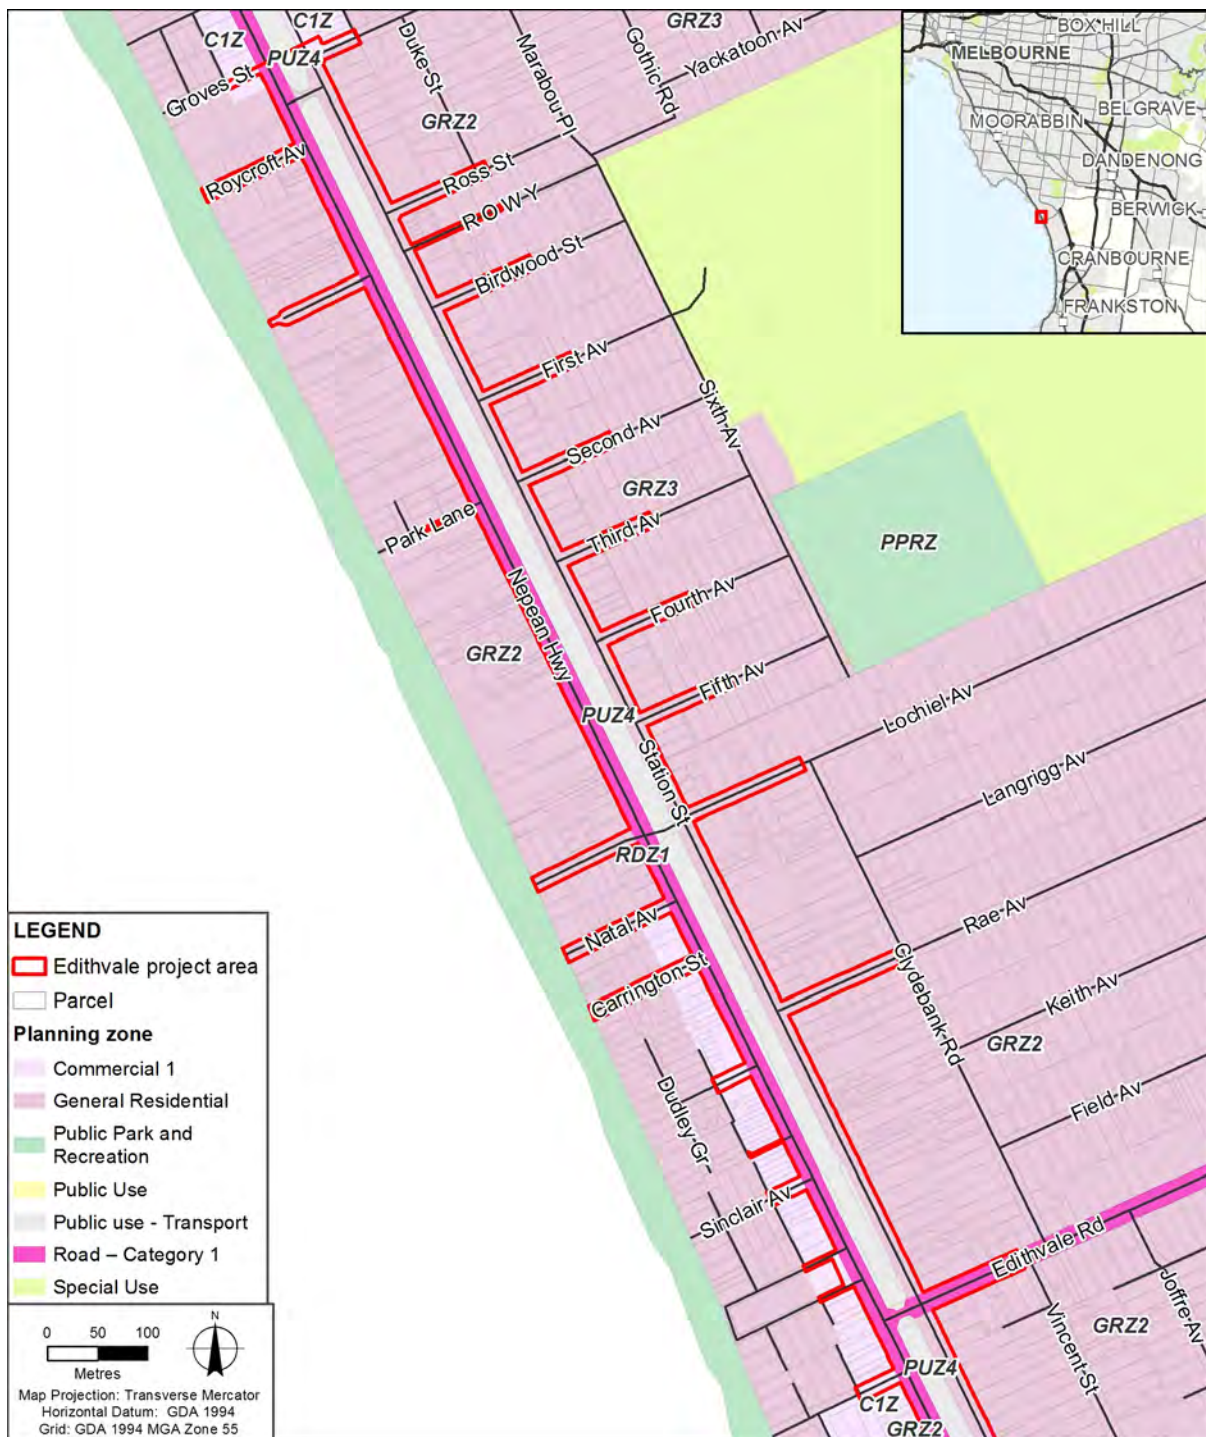 C1Z
C1Z
GRZ3
PUZ4
Groves St
Duke St
Marabou Pl
Gothic Rd
Yackatoon Av
GRZ2
Roycroft Av
Ross St
R O W Y
Birdwood St
First Av
Second Av
Sixth Av
GRZ3
Third Av
Park Lane
PPRZ
Nepean Hwy
Fourth Av
GRZ2
Fifth Av
PUZ4
Station St
Lochiel Av
Langrigg Av
RDZ1
Natal Av
Rae Av
Carrington St
Clydebank Rd
Keith Av
GRZ2
Dudley Gr
Field Av
Sinclair Av
Edithvale Rd
Joffre Av
Vincent St
GRZ2
PUZ4
C1Z
GRZ2
BOX HILL
MELBOURNE
BELGRAVE
MOORABBIN
DANDENONG
BERWICK
CRANBOURNE
FRANKSTON
LEGEND
Edithvale project area
Parcel
Planning zone
Commercial 1
General Residential
Public Park and
Recreation
Public Use
Public use - Transport
Road – Category 1
Special Use
0 50 100
Metres
N
Map Projection: Transverse Mercator
Horizontal Datum: GDA 1994
Grid: GDA 1994 MGA Zone 55